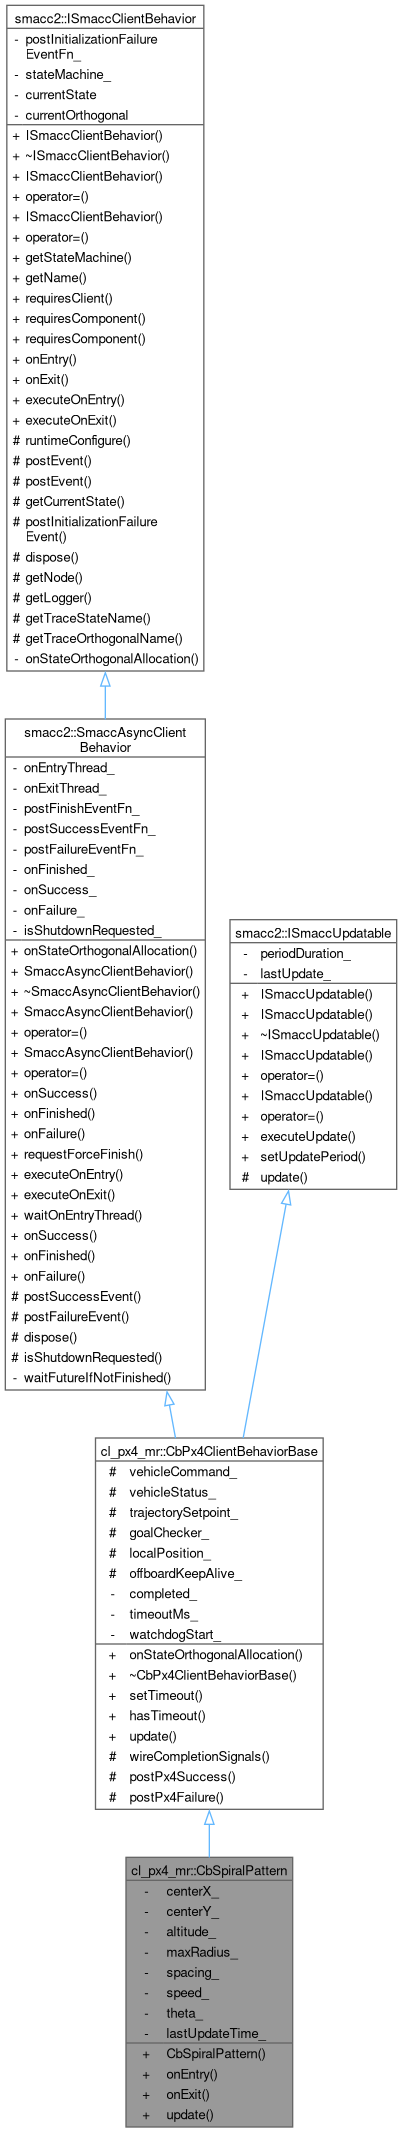 smacc2::ISmaccClientBehavior
- postInitializationFailure
EventFn_
- stateMachine_
- currentState
- currentOrthogonal
+ ISmaccClientBehavior()
+ ~ISmaccClientBehavior()
+ ISmaccClientBehavior()
+ operator=()
+ ISmaccClientBehavior()
+ operator=()
+ getStateMachine()
+ getName()
+ requiresClient()
+ requiresComponent()
+ requiresComponent()
+ onEntry()
+ onExit()
+ executeOnEntry()
+ executeOnExit()
# runtimeConfigure()
# postEvent()
# postEvent()
# getCurrentState()
# postInitializationFailure
Event()
# dispose()
# getNode()
# getLogger()
# getTraceStateName()
# getTraceOrthogonalName()
- onStateOrthogonalAllocation()
smacc2::SmaccAsyncClient
Behavior
- onEntryThread_
- onExitThread_
- postFinishEventFn_
- postSuccessEventFn_
- postFailureEventFn_
- onFinished_
- onSuccess_
- onFailure_
- isShutdownRequested_
+ onStateOrthogonalAllocation()
+ SmaccAsyncClientBehavior()
+ ~SmaccAsyncClientBehavior()
+ SmaccAsyncClientBehavior()
+ operator=()
+ SmaccAsyncClientBehavior()
+ operator=()
+ onSuccess()
+ onFinished()
+ onFailure()
+ requestForceFinish()
+ executeOnEntry()
+ executeOnExit()
+ waitOnEntryThread()
+ onSuccess()
+ onFinished()
+ onFailure()
# postSuccessEvent()
# postFailureEvent()
# dispose()
# isShutdownRequested()
- waitFutureIfNotFinished()
smacc2::ISmaccUpdatable
- periodDuration_
- lastUpdate_
+ ISmaccUpdatable()
+ ISmaccUpdatable()
+ ~ISmaccUpdatable()
+ ISmaccUpdatable()
+ operator=()
+ ISmaccUpdatable()
+ operator=()
+ executeUpdate()
+ setUpdatePeriod()
# update()
cl_px4_mr::CbPx4ClientBehaviorBase
# vehicleCommand_
# vehicleStatus_
# trajectorySetpoint_
# goalChecker_
# localPosition_
# offboardKeepAlive_
- completed_
- timeoutMs_
- watchdogStart_
+ onStateOrthogonalAllocation()
+ ~CbPx4ClientBehaviorBase()
+ setTimeout()
+ hasTimeout()
+ update()
# wireCompletionSignals()
# postPx4Success()
# postPx4Failure()
cl_px4_mr::CbSpiralPattern
- centerX_
- centerY_
- altitude_
- maxRadius_
- spacing_
- speed_
- theta_
- lastUpdateTime_
+ CbSpiralPattern()
+ onEntry()
+ onExit()
+ update()